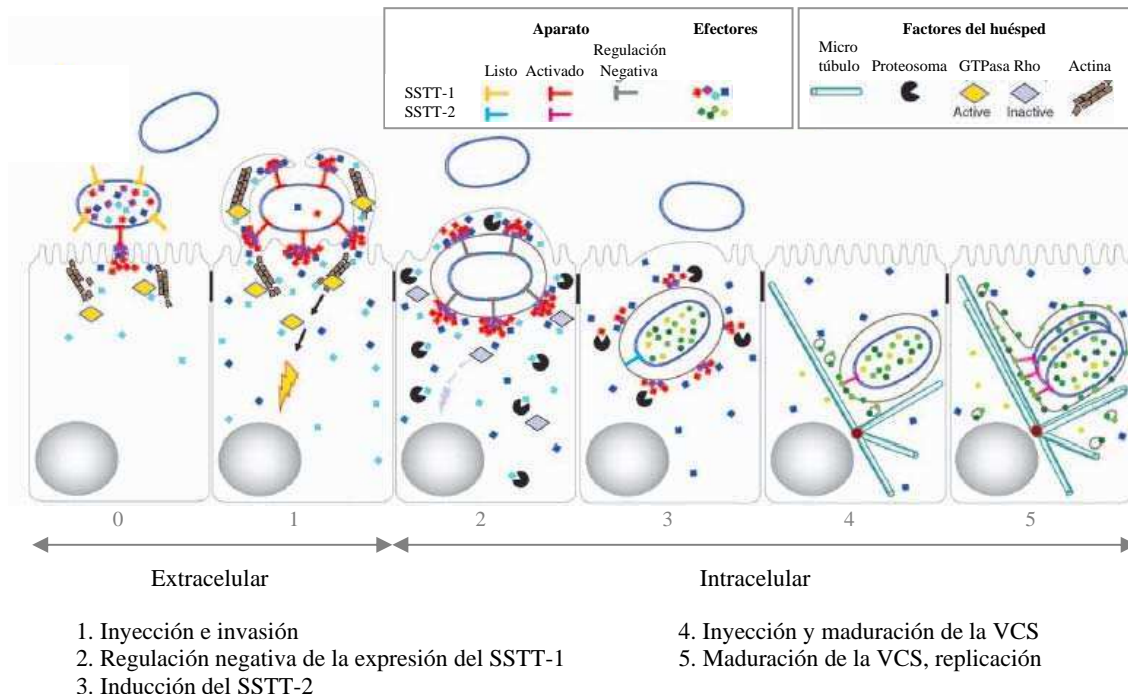 Aparato Efectores
Regulación
Listo Activado Negativa
SSTT-1
SSTT-2
Factores del huésped
Micro
túbulo Proteosoma GTPasa Rho Actina
Active Inactive
0 1 2 3 4 5
Extracelular Intracelular
1. Inyección e invasión
2. Regulación negativa de la expresión del SSTT-1
3. Inducción del SSTT-2
4. Inyección y maduración de la VCS
5. Maduración de la VCS, replicación